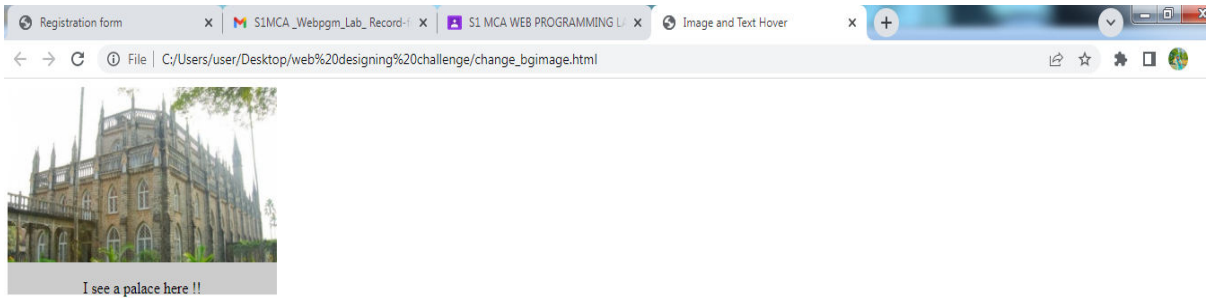 Registration form
S1MCA _Webpgm_Lab_ Record-f
S1 MCA WEB PROGRAMMING LA
Image and Text Hover
File | C:/Users/user/Desktop/web%20designing%20challenge/change_bgimage.html
I see a palace here !!